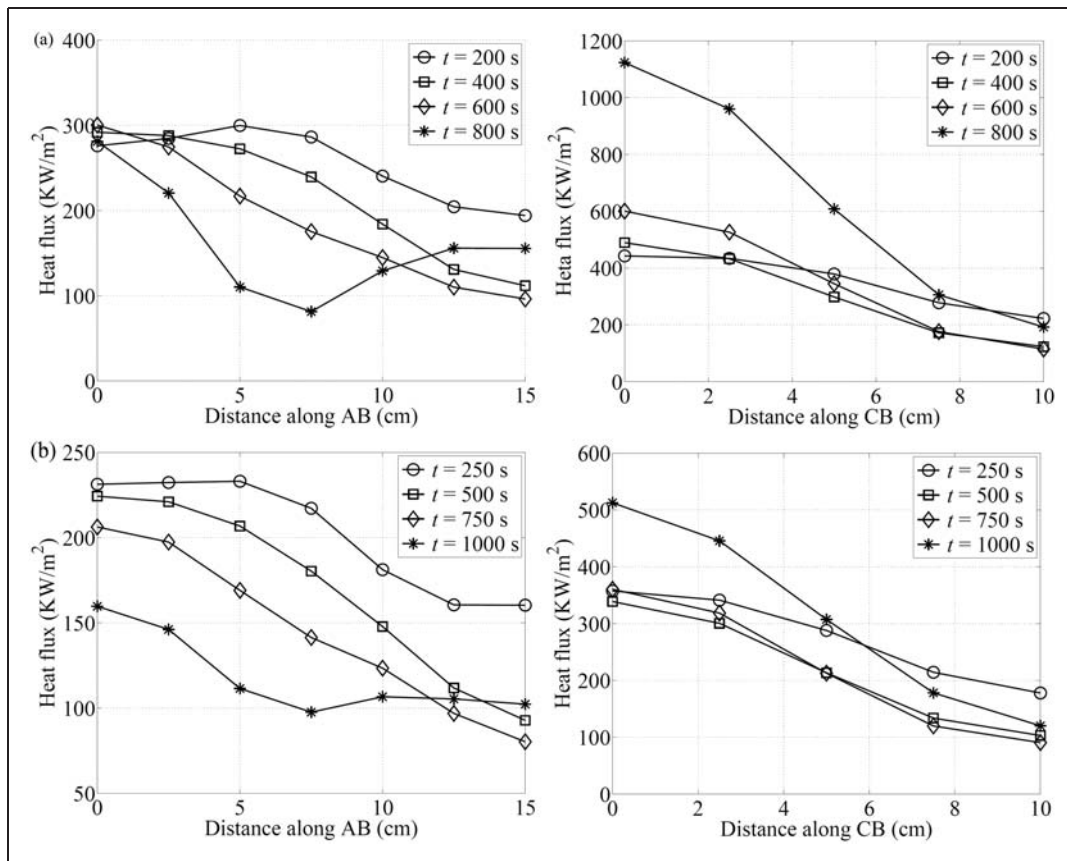 (a)
400
300
200
100
0
Heat flux (KW/m²)
t = 200 s
t = 400 s
t = 600 s
t = 800 s
0 5 10 15
Distance along AB (cm)
1200
1000
800
600
400
200
0
Heta flux (KW/m²)
t = 200 s
t = 400 s
t = 600 s
t = 800 s
0 2 4 6 8 10
Distance along CB (cm)
(b)
250
200
150
100
50
Heat flux (KW/m²)
t = 250 s
t = 500 s
t = 750 s
t = 1000 s
0 5 10 15
Distance along AB (cm)
600
500
400
300
200
100
0
Heat flux (KW/m²)
t = 250 s
t = 500 s
t = 750 s
t = 1000 s
0 2 4 6 8 10
Distance along CB (cm)